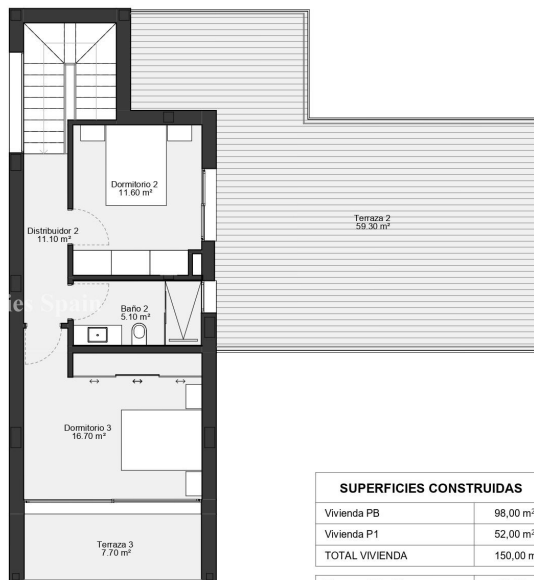 Dormitorio 2
11.60 m²
Terraza 2
59.30 m²
Distribuidor 2
11.10 m²
Baño 2
5.10 m²
Dormitorio 3
16.70 m²
Terraza 3
7.70 m²
SUPERFICIES CONSTRUIDAS
Vivienda PB 98,00 m²
Vivienda P1 52,00 m²
TOTAL VIVIENDA 150,00 m